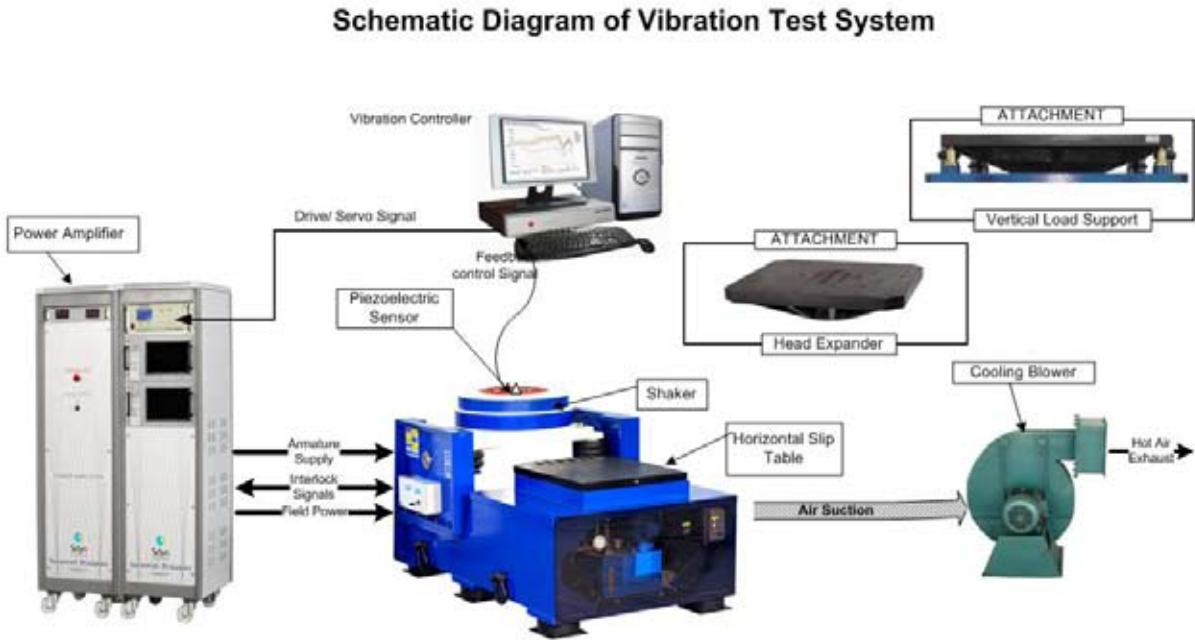 Schematic Diagram of Vibration Test System
Vibration Controller
ATTACHMENT
Vertical Load Support
Drive/ Servo Signal
Power Amplifier
ATTACHMENT
Head Expander
control Signal
Piezoelectric
Sensor
Cooling Blower
Shaker
Armature
Supply
Horizontal Slip
Table
Hot Air
Exhaust
Interlock
Signals
Field Power
Air Suction